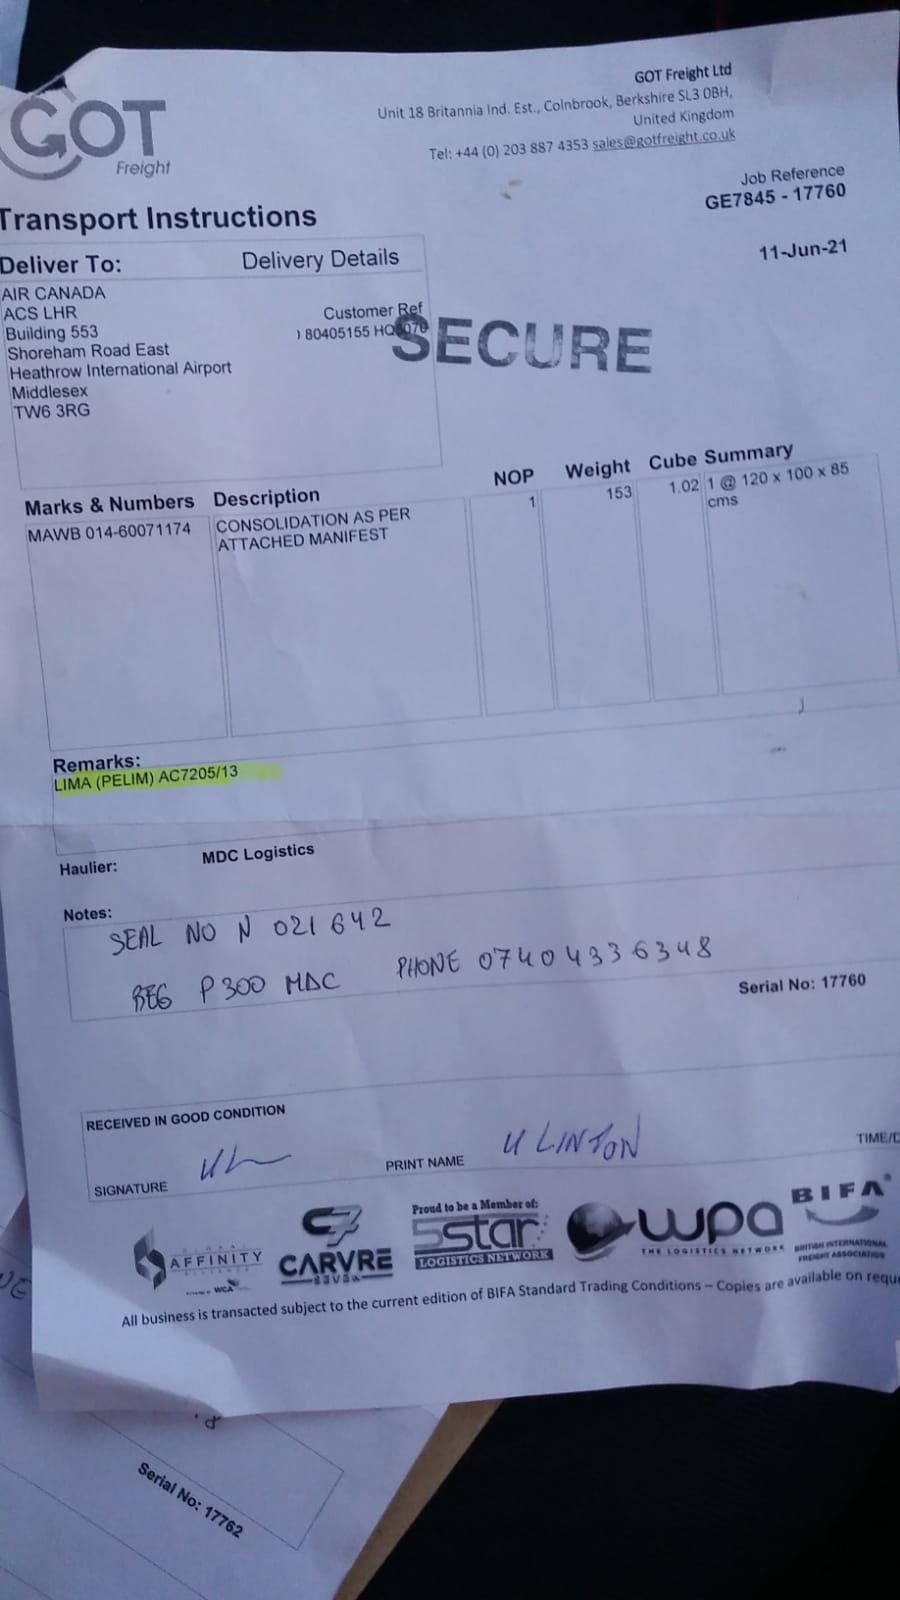 GOT
Freight
GOT Freight Ltd
Unit 18 Britannia Ind. Est., Colnbrook, Berkshire SL3 0BH,
United Kingdom
Tel: +44 (0) 203 887 4353 sales@gotfreight.co.uk
Job Reference
GE7845 - 17760
Transport Instructions
11-Jun-21
Deliver To: Delivery Details
AIR CANADA
ACS LHR
Building 553
Shoreham Road East
Heathrow International Airport
Middlesex
TW6 3RG
Customer Ref
) 80405155
SECURE
Marks & Numbers Description NOP Weight Cube Summary
MAWB 014-60071174 CONSOLIDATION AS PER 1 153 1.02 1 @ 120 x 100 x 85
ATTACHED MANIFEST cms
Remarks:
LIMA (PELIM) AC7205/13
Haulier: MDC Logistics
Notes:
SEAL NO N 021 642
REG P300 MDC PHONE 07404336348
Serial No: 17760
RECEIVED IN GOOD CONDITION
SIGNATURE
PRINT NAME
LINTON
TIME/D
AFFINITY
WCA
CARVRE
SEVEN
Proud to be a Member of:
5star
LOGISTICS NETWORK
wpa
THE LOGISTICS NETWORK
BIFA
BRITISH INTERNATIONAL
FREIGHT ASSOCIATION
All business is transacted subject to the current edition of BIFA Standard Trading Conditions – Copies are available on reque
Serial No: 17762